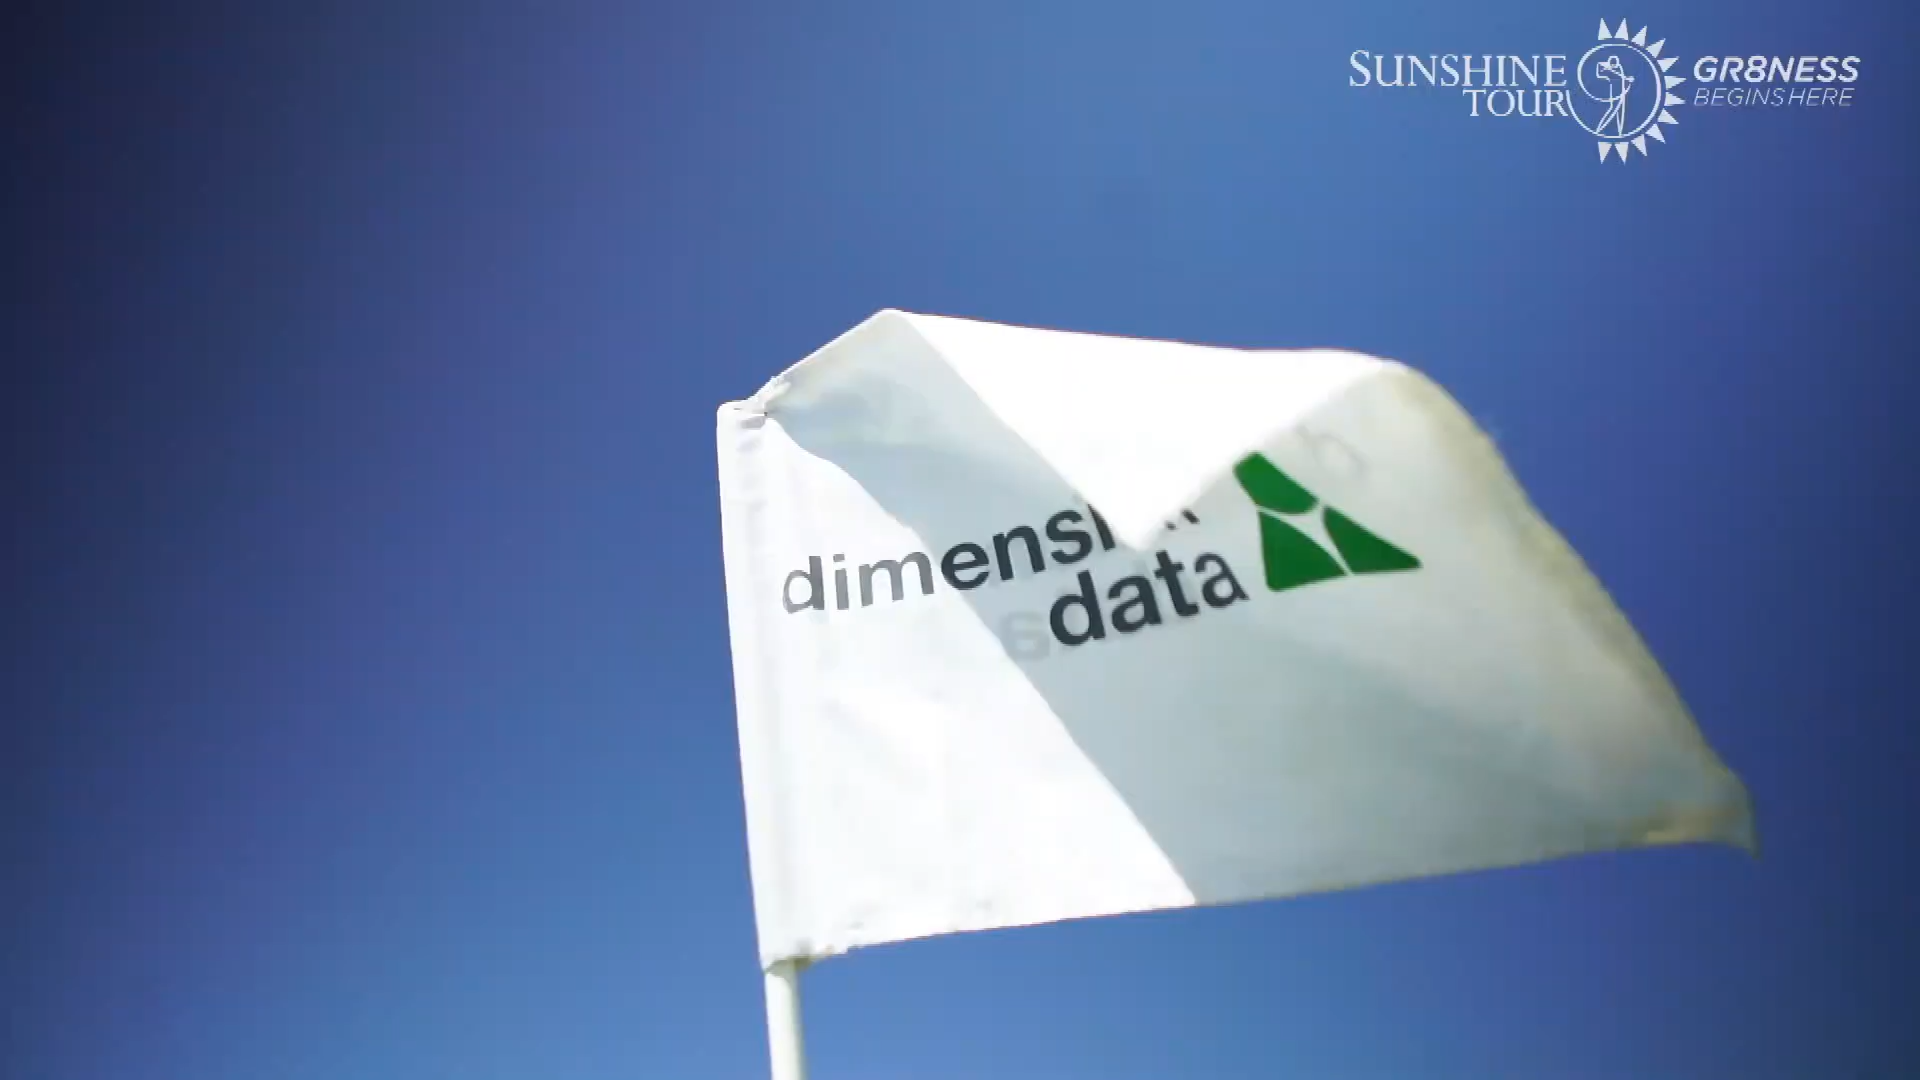 SUNSHINE
TOUR
GR8NESS
BEGINS HERE
dimensi
data